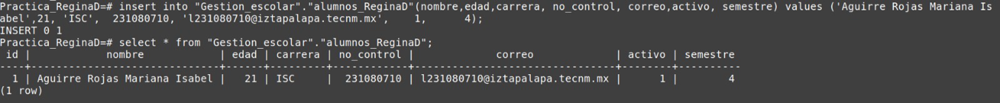 Practica_ReginaD=# insert into "Gestion_escolar"."alumnos_ReginaD"(nombre,edad,carrera, no_control, correo,activo, semestre) values ('Aguirre Rojas Mariana Is
abel',21, 'ISC',  231080710, 'l231080710@iztapalapa.tecnm.mx',    1,      4);
INSERT 0 1
Practica_ReginaD=# select * from "Gestion_escolar"."alumnos_ReginaD";
 id |            nombre            | edad | carrera | no_control |             correo             | activo | semestre
----+------------------------------+------+---------+------------+--------------------------------+--------+----------
  1 | Aguirre Rojas Mariana Isabel |   21 | ISC     |  231080710 | l231080710@iztapalapa.tecnm.mx |      1 |        4
(1 row)